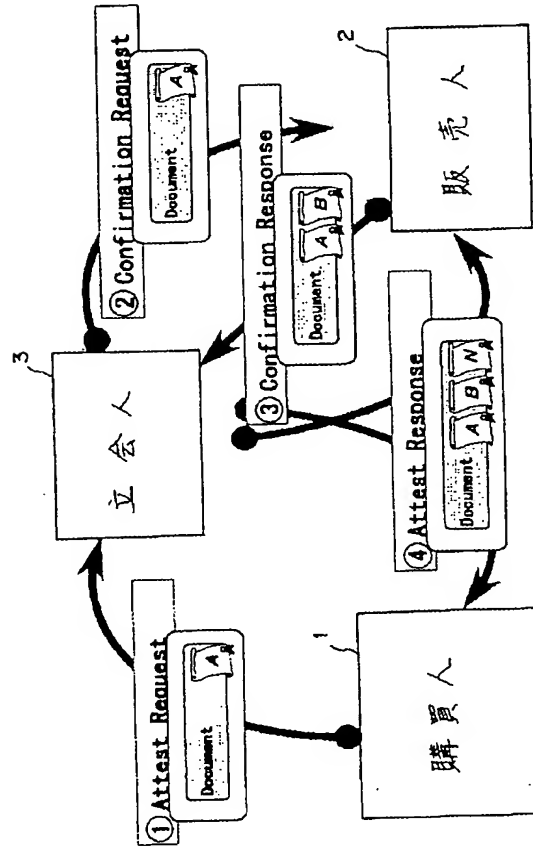 3
立会人
① Attest Request
Document
A
② Confirmation Request
Document
A
③ Confirmation Response
Document
A
B
④ Attest Response
Document
A
B
N
1
購買人
2
販売人